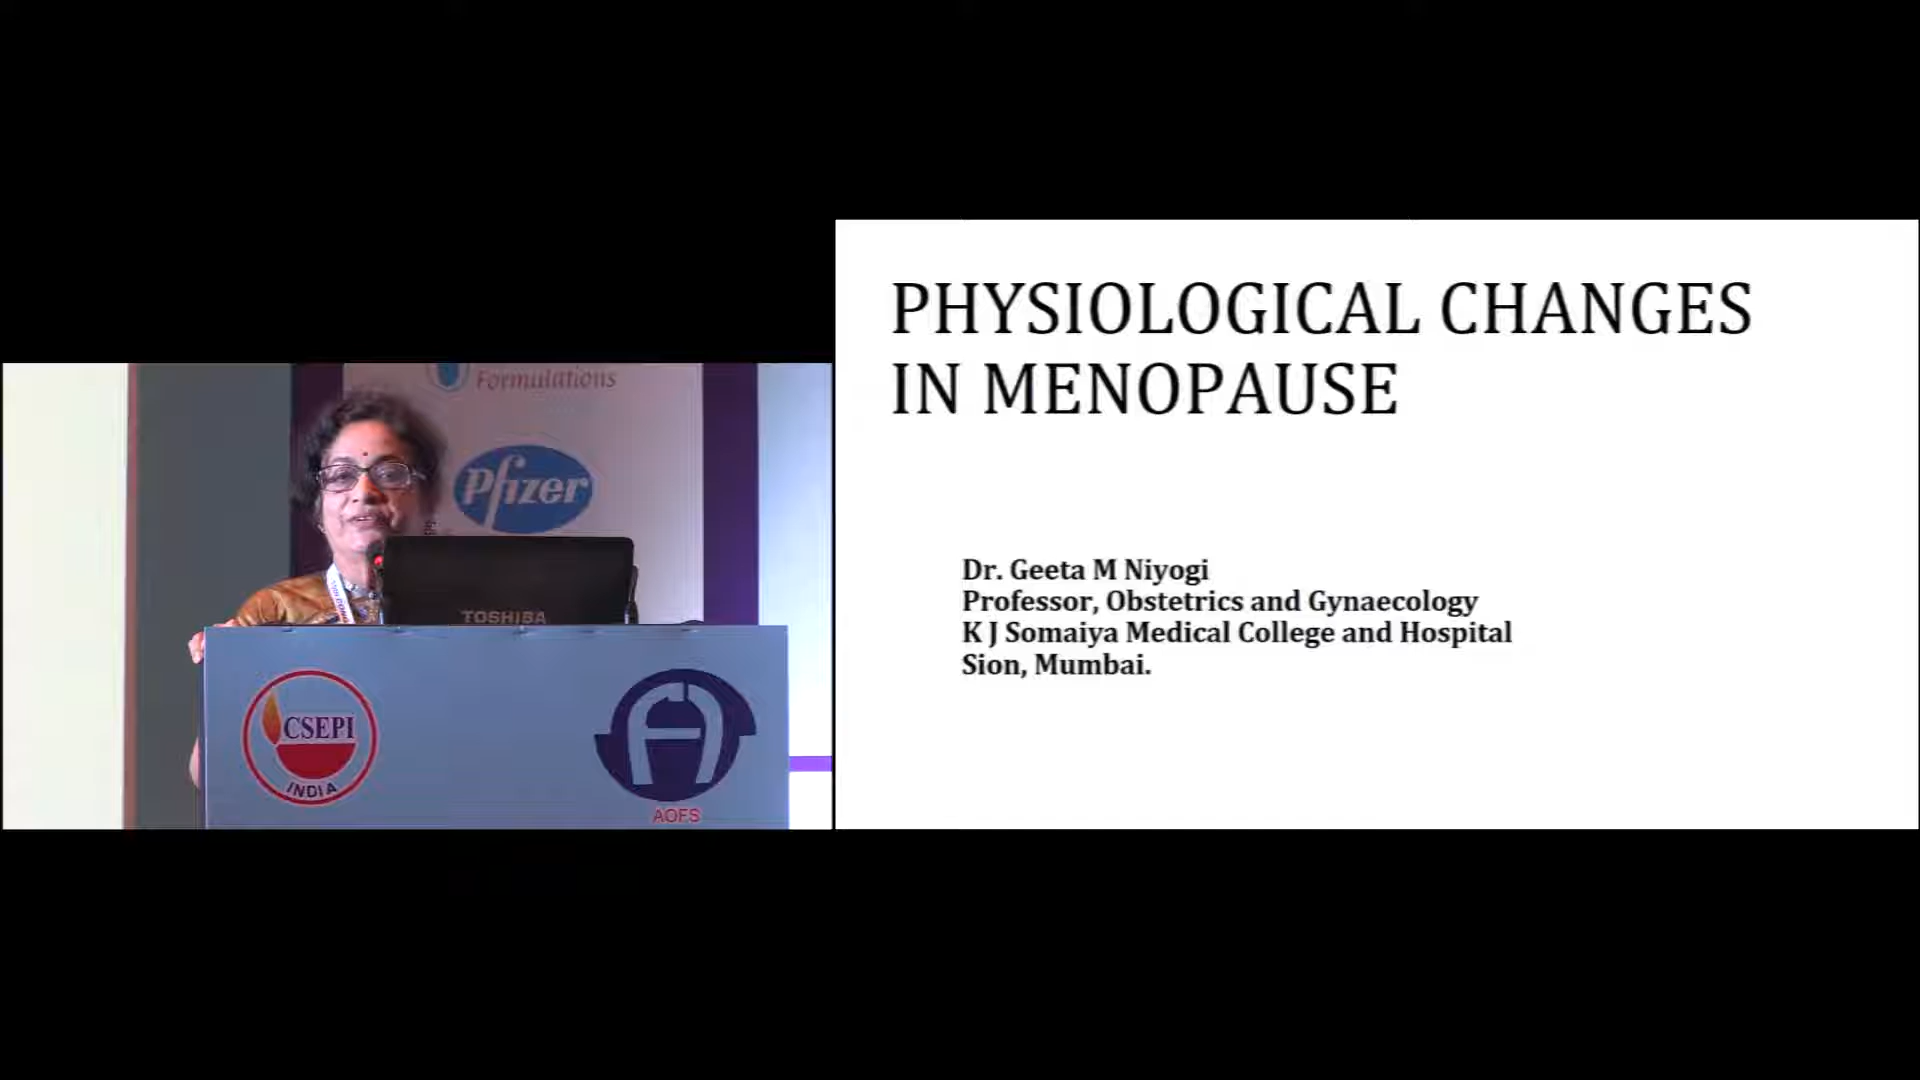 Formulations
Pfizer
TOSHIBA
CSEPI
INDIA
AOFS
PHYSIOLOGICAL CHANGES
IN MENOPAUSE
Dr. Geeta M Niyogi
Professor, Obstetrics and Gynaecology
K J Somaiya Medical College and Hospital
Sion, Mumbai.